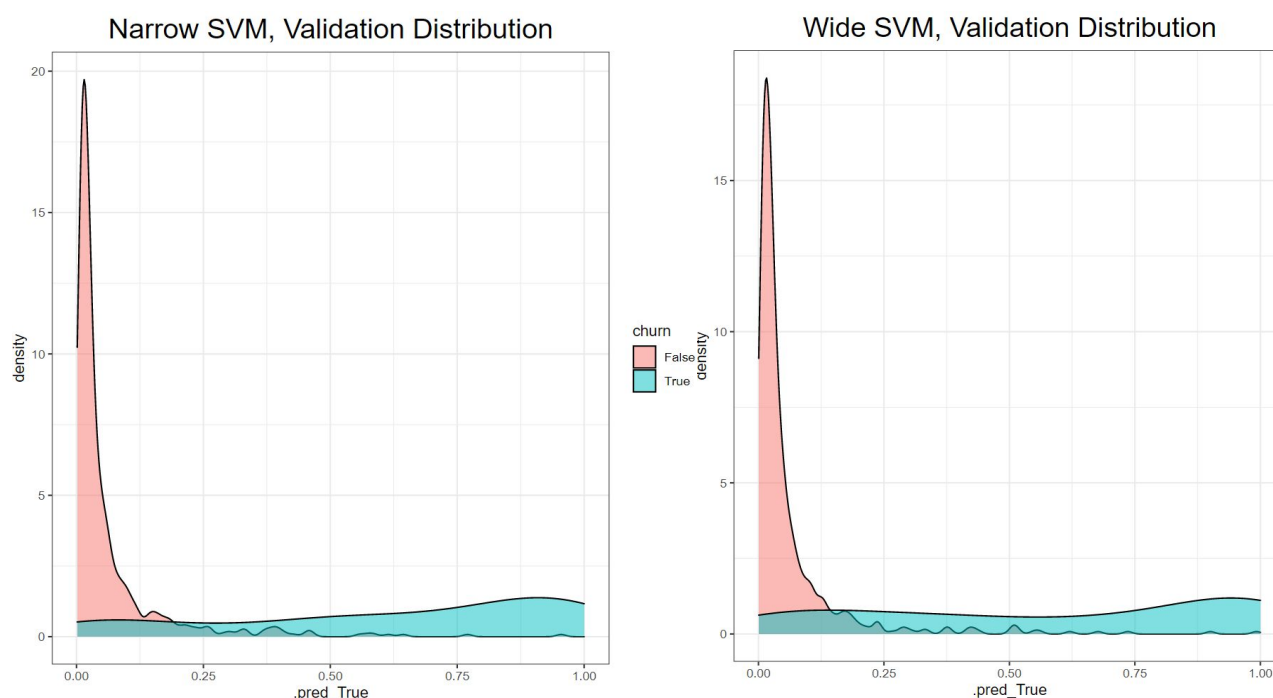 Narrow SVM, Validation Distribution
20
15
10
5
0
density
0.00 0.25 0.50 0.75 1.00
.pred_True
churn
False
True
Wide SVM, Validation Distribution
15
10
5
0
density
0.00 0.25 0.50 0.75 1.00
.pred_True